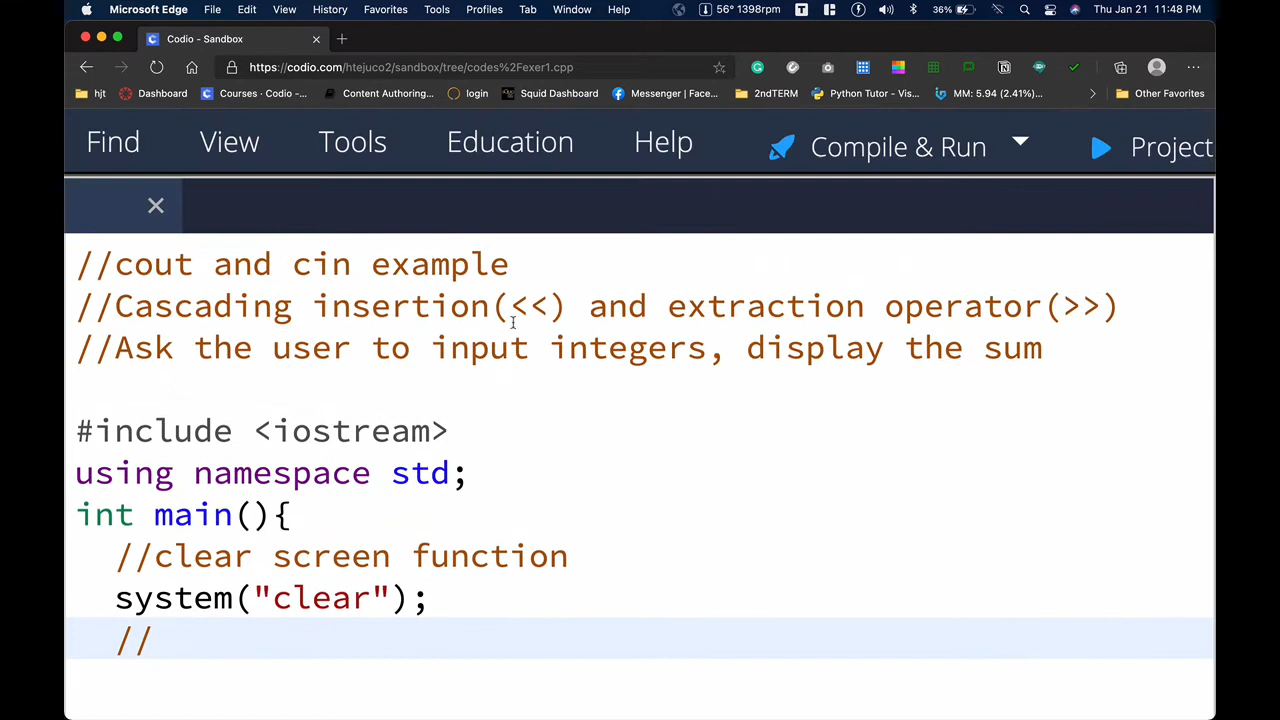 Microsoft Edge File Edit View History Favorites Tools Profiles Tab Window Help 56° 1398rpm T 36% Thu Jan 21 11:48 PM
Codio - Sandbox
https://codio.com/htejuco2/sandbox/tree/codes%2Fexer1.cpp
hjt Dashboard Courses · Codio -... Content Authoring... login Squid Dashboard Messenger | Face... 2ndTERM Python Tutor - Vis... MM: 5.94 (2.41%)... Other Favorites
Find View Tools Education Help Compile & Run Project
//cout and cin example
//Cascading insertion(<<) and extraction operator(>>)
//Ask the user to input integers, display the sum
#include <iostream>
using namespace std;
int main(){
//clear screen function
system("clear");
//